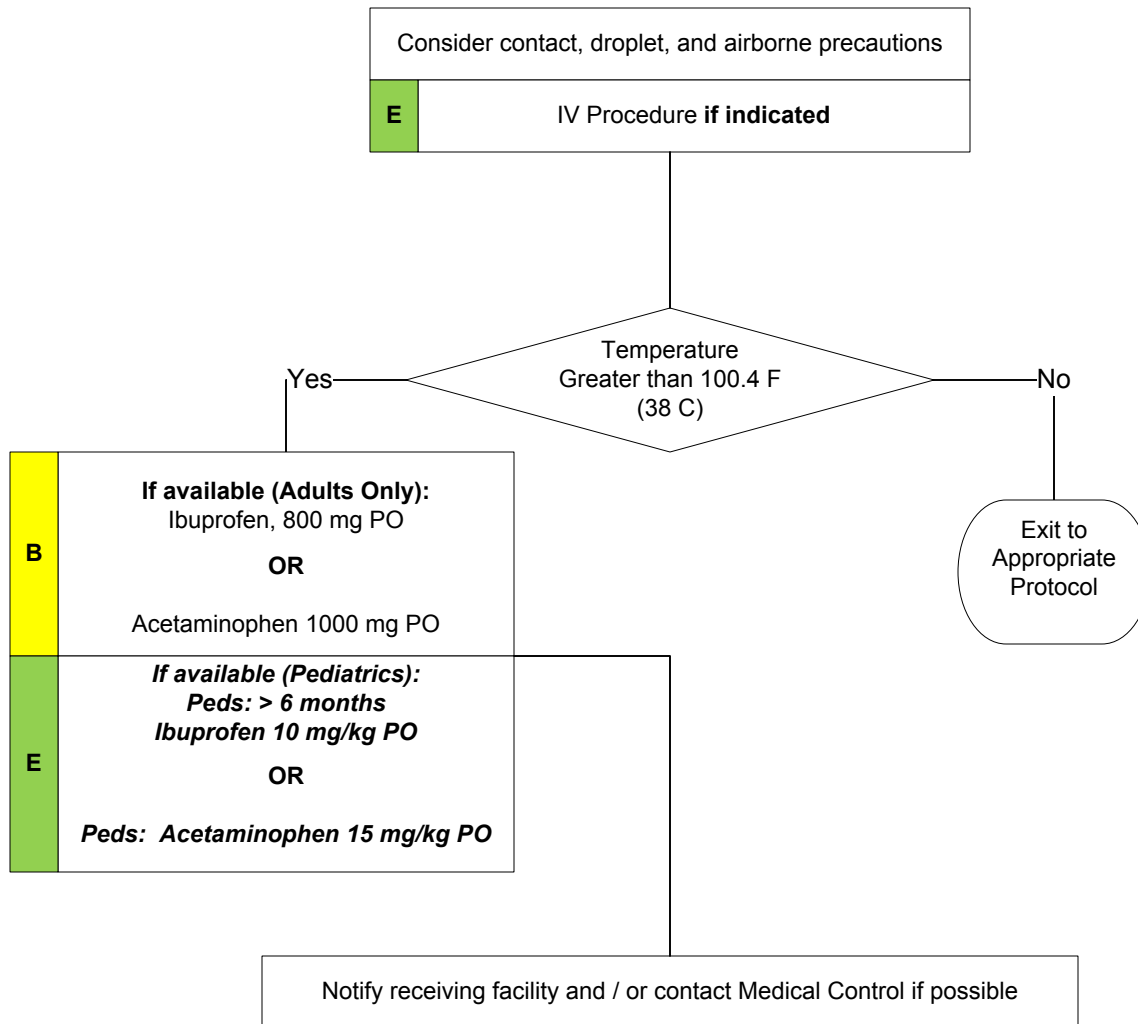 Consider contact, droplet, and airborne precautions
E
IV Procedure if indicated
Temperature
Greater than 100.4 F
(38 C)
Yes
No
B
If available (Adults Only):
Ibuprofen, 800 mg PO
OR
Acetaminophen 1000 mg PO
E
If available (Pediatrics):
Peds: > 6 months
Ibuprofen 10 mg/kg PO
OR
Peds: Acetaminophen 15 mg/kg PO
Exit to
Appropriate
Protocol
Notify receiving facility and / or contact Medical Control if possible